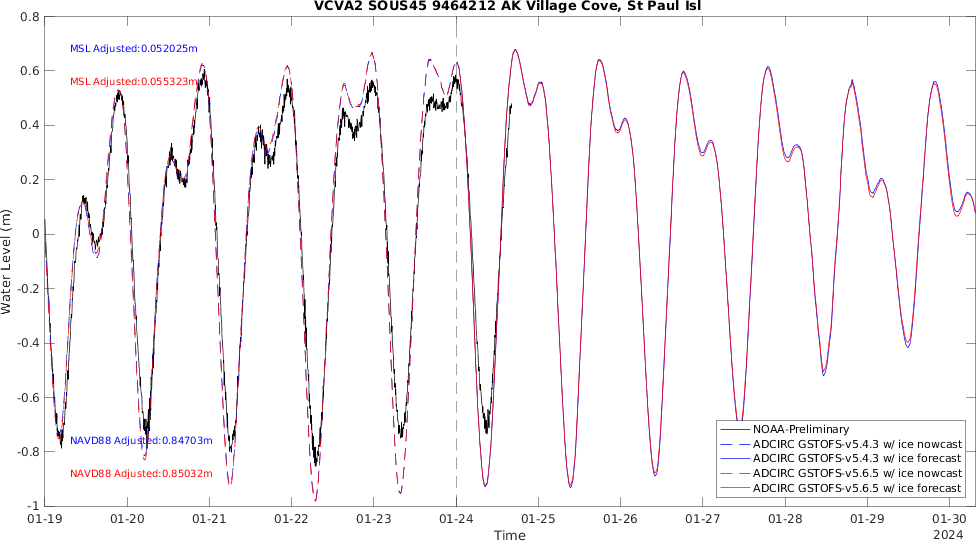 VCVA2 SOUS45 9464212 AK Village Cove, St Paul Isl
0.8
0.6
0.4
0.2
0
-0.2
-0.4
-0.6
-0.8
-1
Water Level (m)
MSL Adjusted:0.052025m
MSL Adjusted:0.055323m
NAVD88 Adjusted:0.84703m
NAVD88 Adjusted:0.85032m
NOAA-Preliminary
ADCIRC GSTOFS-v5.4.3 w/ ice nowcast
ADCIRC GSTOFS-v5.4.3 w/ ice forecast
ADCIRC GSTOFS-v5.6.5 w/ ice nowcast
ADCIRC GSTOFS-v5.6.5 w/ ice forecast
01-19 01-20 01-21 01-22 01-23 01-24 01-25 01-26 01-27 01-28 01-29 01-30
Time 2024